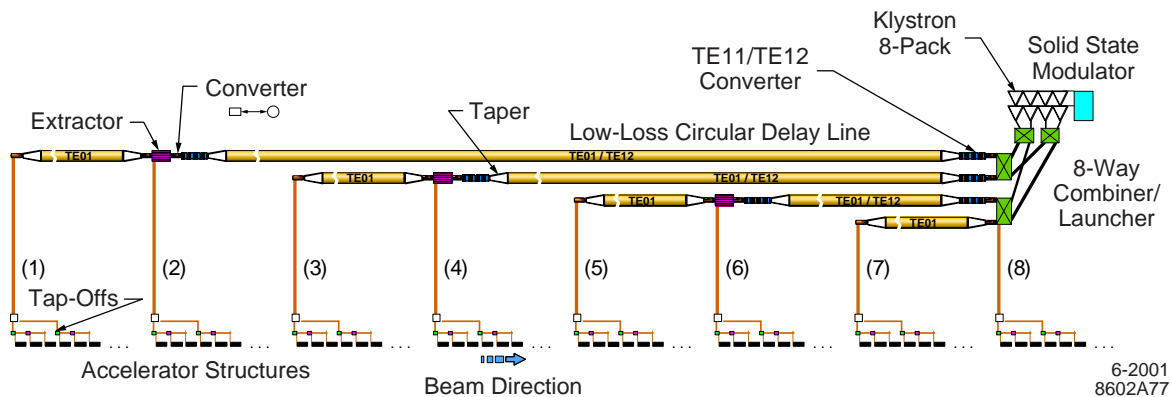 Klystron
8-Pack
Solid State
Modulator
TE11/TE12
Converter
Converter
Taper
Extractor
Low-Loss Circular Delay Line
TE01
TE01 / TE12
TE01
TE01 / TE12
8-Way
Combiner/
Launcher
TE01
TE01 / TE12
TE01
(1) (2) (3) (4) (5) (6) (7) (8)
Tap-Offs
. . . . . . . . . . . . . . . . . . . . . . . .
Accelerator Structures
Beam Direction
6-2001
8602A77